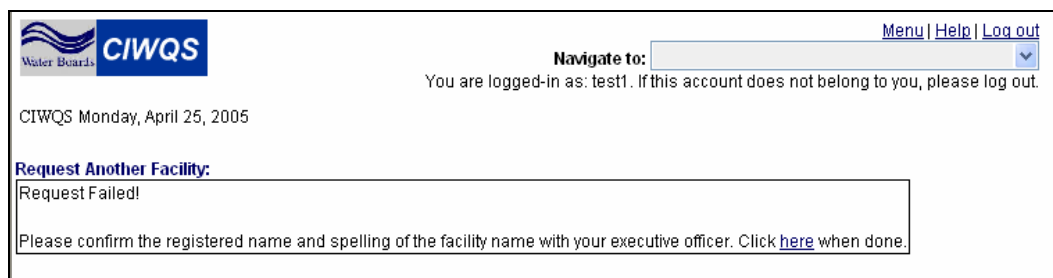 Water Boards CIWQS
Menu | Help | Log out
Navigate to:
You are logged-in as: test1. If this account does not belong to you, please log out.
CIWQS Monday, April 25, 2005
Request Another Facility:
Request Failed!
Please confirm the registered name and spelling of the facility name with your executive officer. Click here when done.